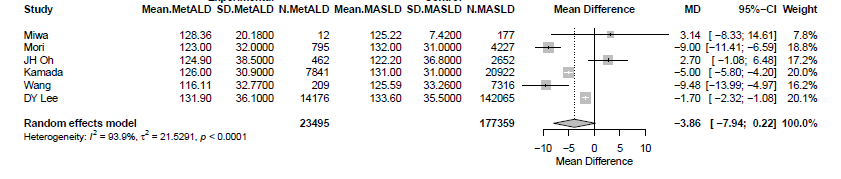 Study Mean.MetALD SD.MetALD N.MetALD Mean.MASLD SD.MASLD N.MASLD Mean Difference MD 95%−CI Weight
Miwa 128.36 20.1800 12 125.22 7.4200 177 3.14 [ −8.33; 14.61] 7.8%
Mori 123.00 32.0000 795 132.00 31.0000 4227 −9.00 [−11.41; −6.59] 18.8%
JH Oh 124.90 38.5000 462 122.20 36.8000 2652 2.70 [ −1.08; 6.48] 17.2%
Kamada 126.00 30.9000 7841 131.00 31.0000 20922 −5.00 [ −5.80; −4.20] 20.0%
Wang 116.11 32.7700 209 125.59 33.2600 7316 −9.48 [−13.99; −4.97] 16.2%
DY Lee 131.90 36.1000 14176 133.60 35.5000 142065 −1.70 [ −2.32; −1.08] 20.1%
Random effects model 23495 177359 −3.86 [ −7.94; 0.22] 100.0%
Heterogeneity: I² = 93.9%, τ² = 21.5291, p < 0.0001
−10 −5 0 5 10
Mean Difference